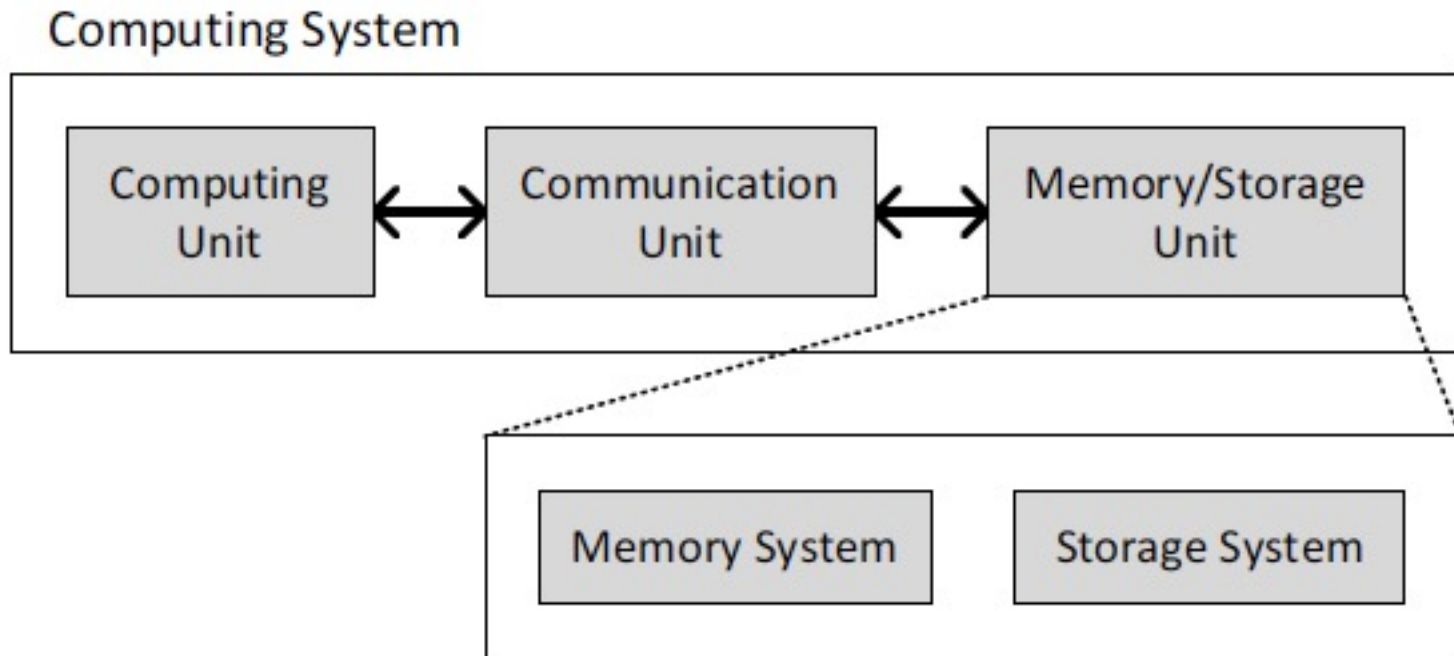 Computing System
Computing
Unit
Communication
Unit
Memory/Storage
Unit
Memory System
Storage System